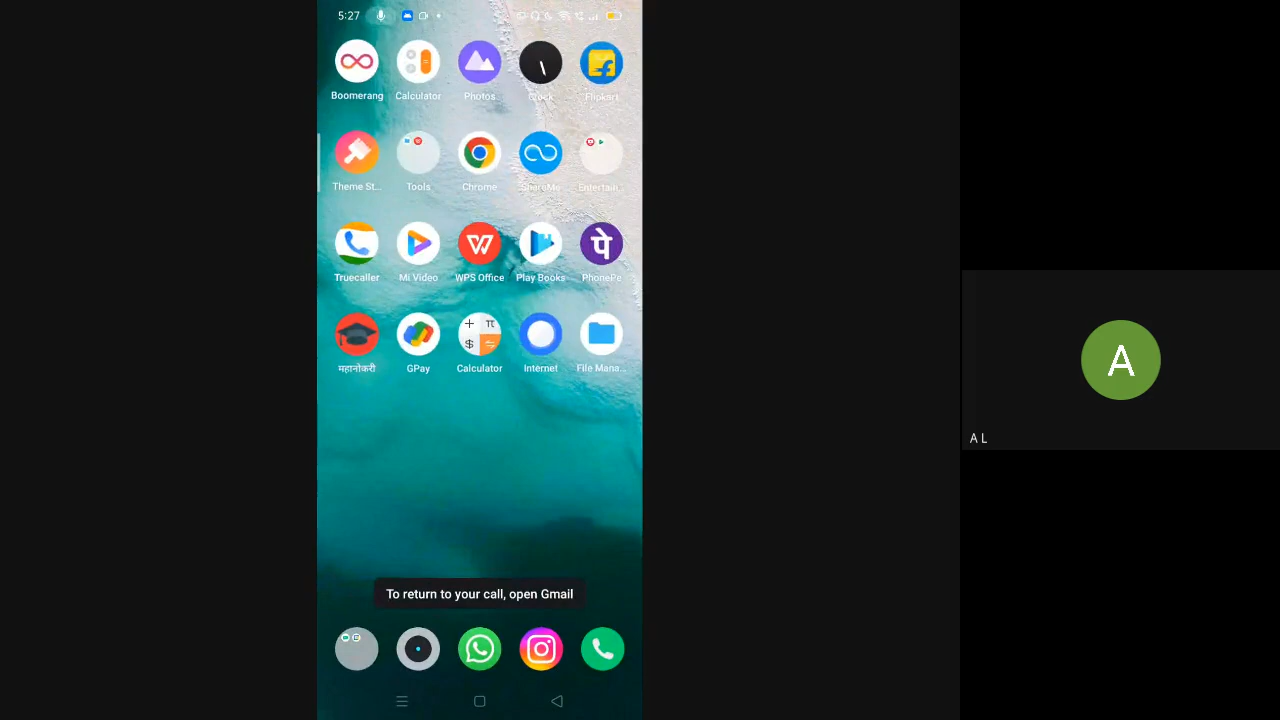 5:27
Boomerang Calculator Photos Clock Flipkart
Theme St... Tools Chrome ShareMe Entertain...
Truecaller Mi Video WPS Office Play Books PhonePe
महानोकरी GPay Calculator Internet File Mana...
To return to your call, open Gmail
A
A L